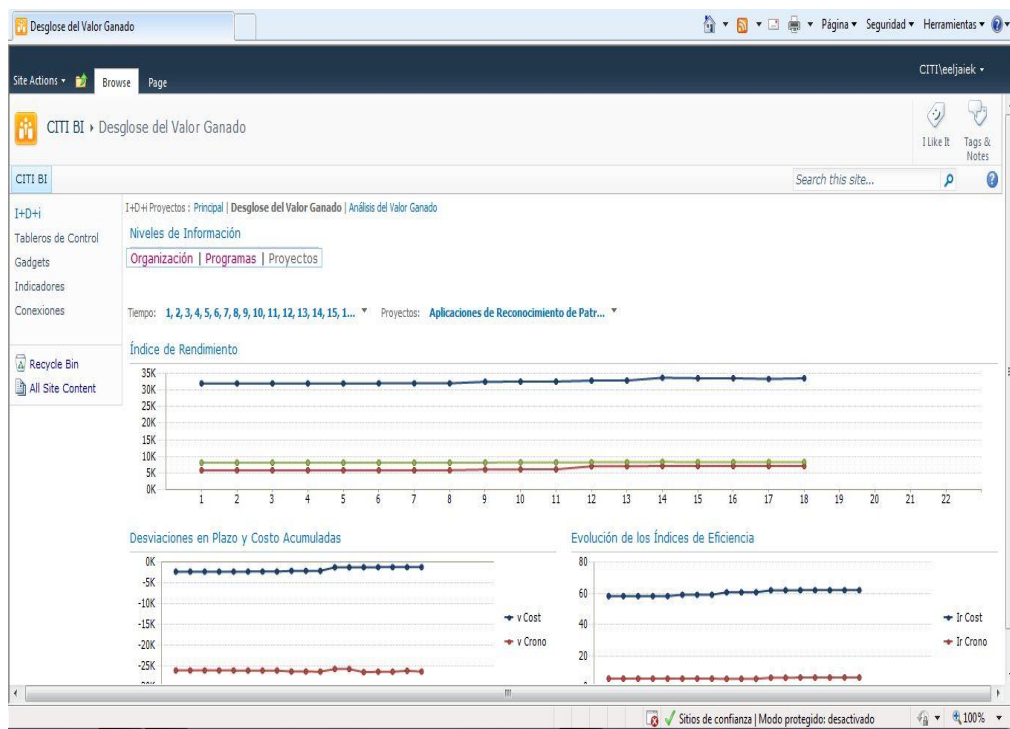 Desglose del Valor Ganado
Página Seguridad Herramientas
Site Actions Browse Page
CITI\eeljaiek
CITI BI Desglose del Valor Ganado
I Like It Tags & Notes
CITI BI
Search this site...
I+D+i
Tableros de Control
Gadgets
Indicadores
Conexiones
Recycle Bin
All Site Content
I+D+i Proyectos : Principal | Desglose del Valor Ganado | Análisis del Valor Ganado
Niveles de Información
Organización | Programas | Proyectos
Tiempo: 1, 2, 3, 4, 5, 6, 7, 8, 9, 10, 11, 12, 13, 14, 15, 1... Proyectos: Aplicaciones de Reconocimiento de Patr...
Índice de Rendimiento
35K
30K
25K
20K
15K
10K
5K
0K
1 2 3 4 5 6 7 8 9 10 11 12 13 14 15 16 17 18 19 20 21 22
Desviaciones en Plazo y Costo Acumuladas
0K
-5K
-10K
-15K
-20K
-25K
v Cost
v Crono
Evolución de los Índices de Eficiencia
80
60
40
20
Ir Cost
Ir Crono
Sitios de confianza | Modo protegido: desactivado
100%